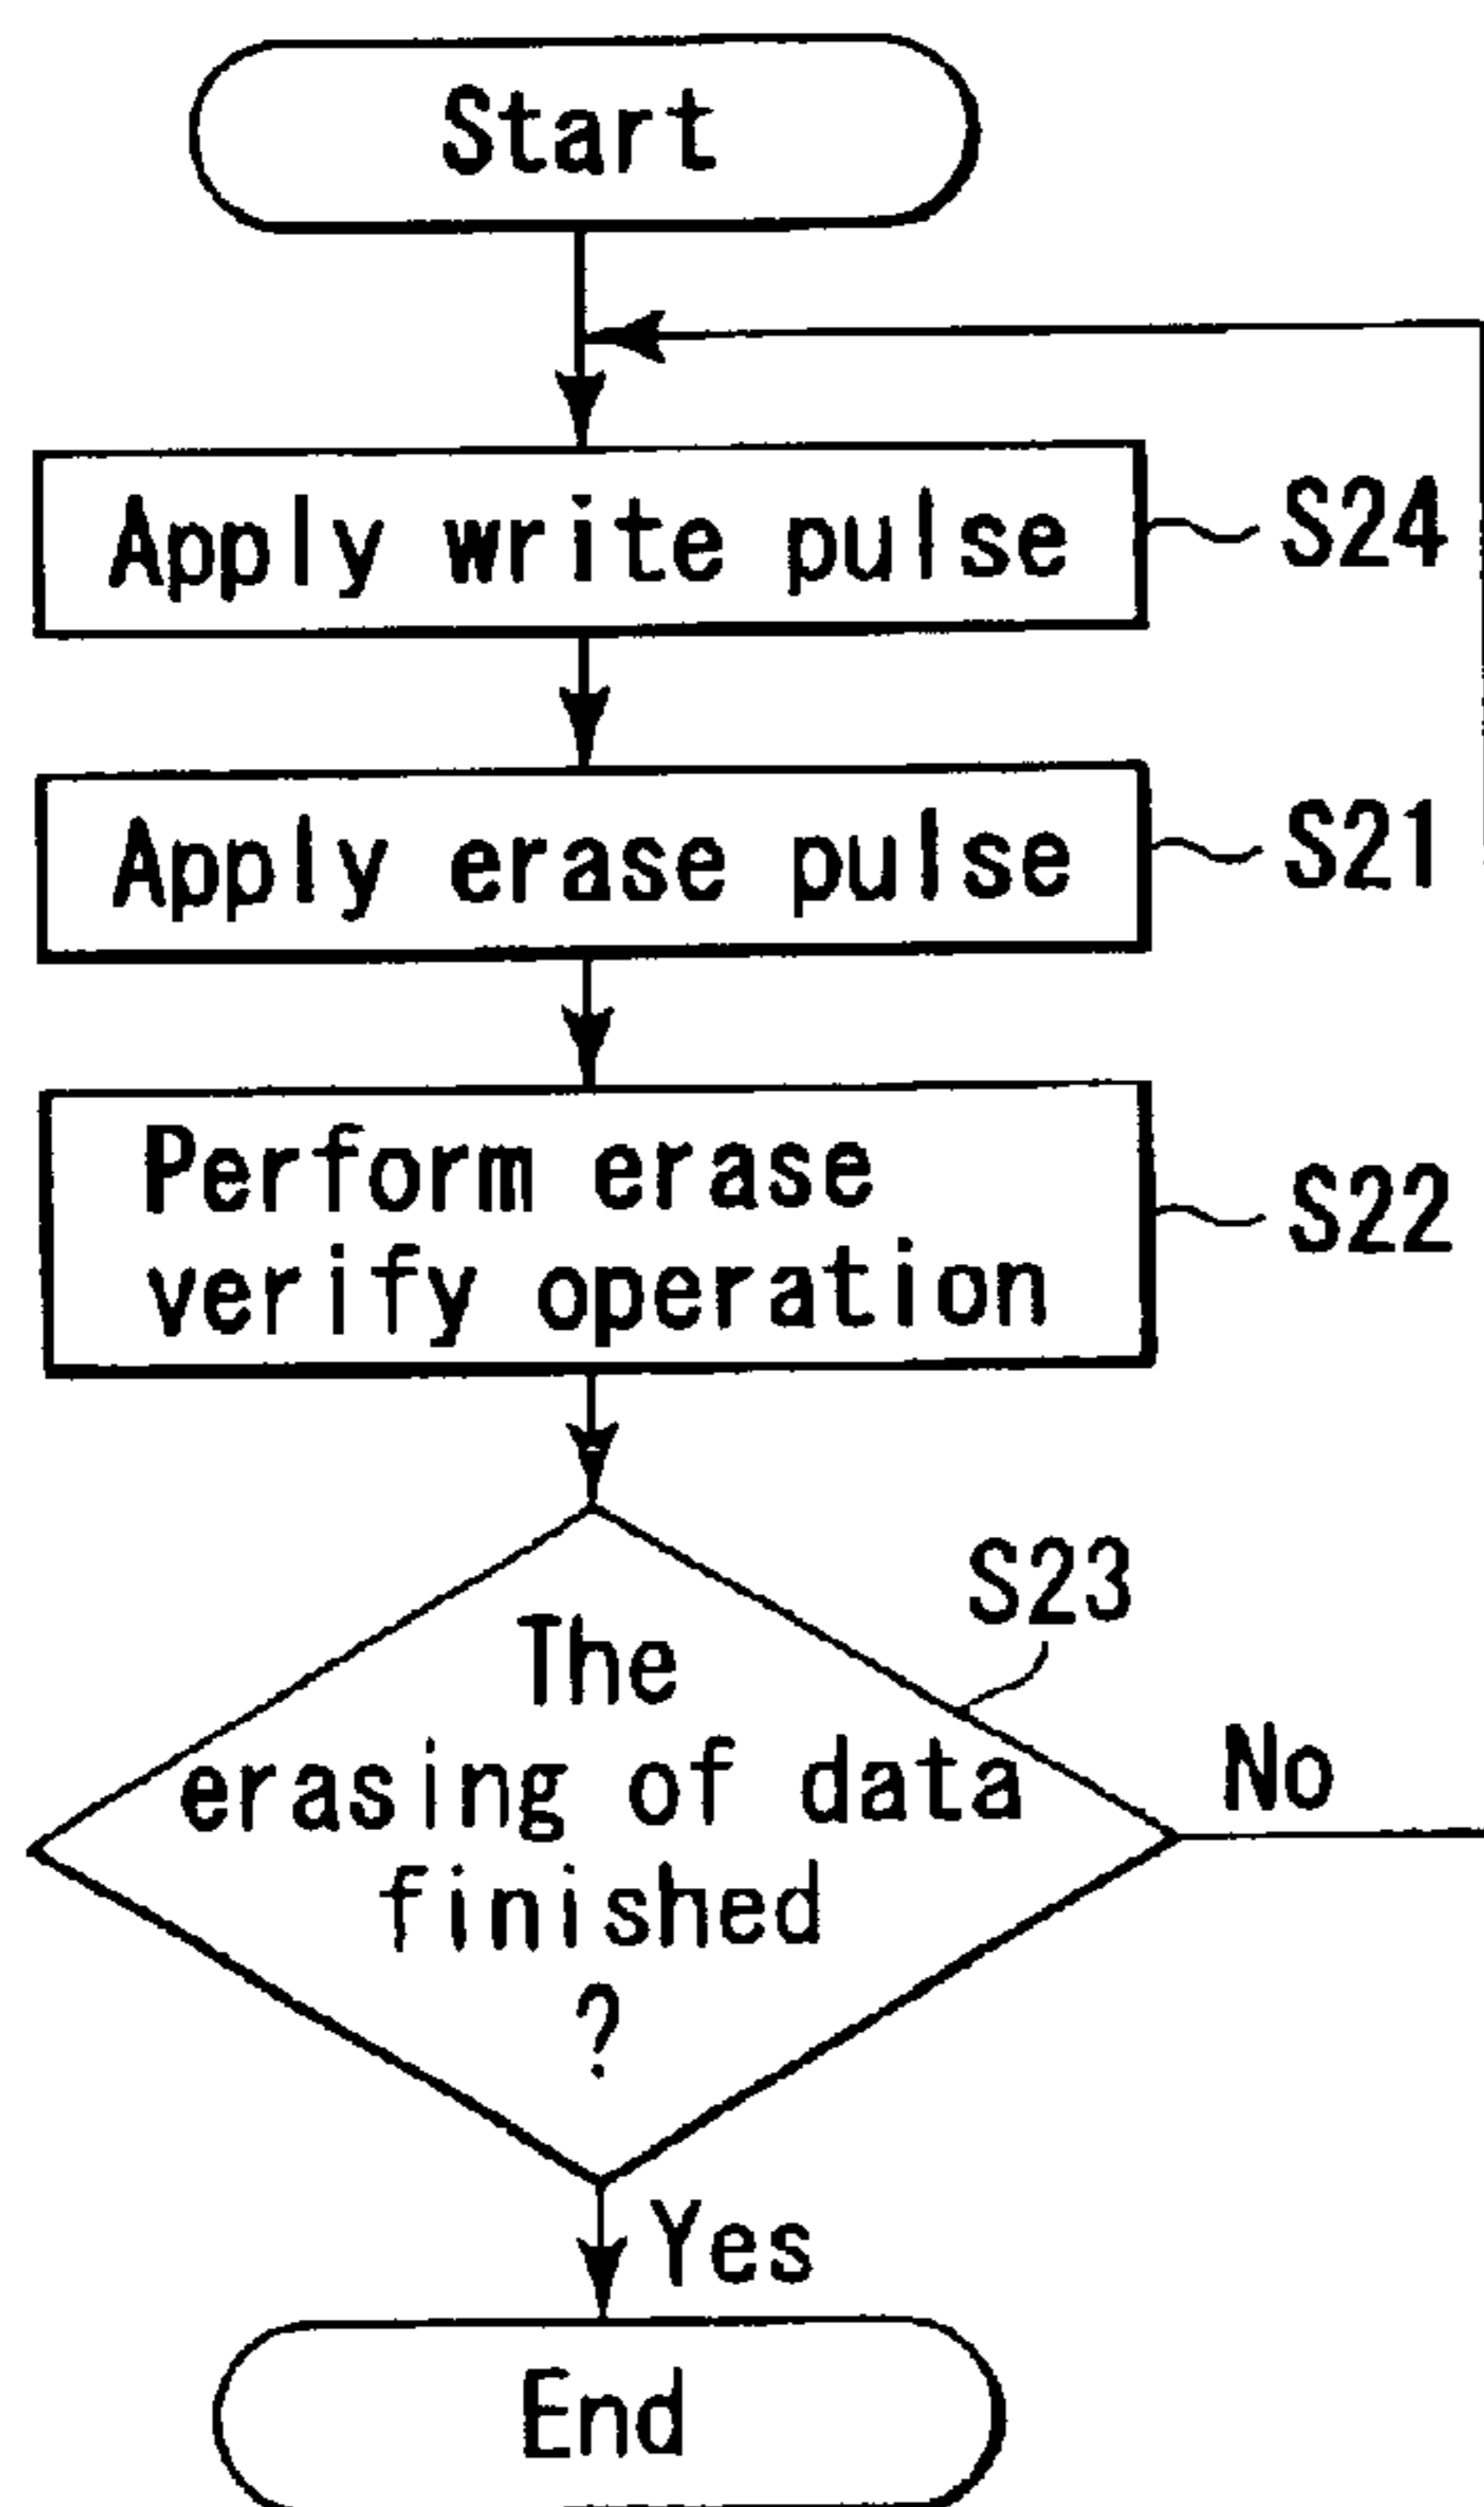 Start
Apply write pulse
S24
Apply erase pulse
S21
Perform erase
verify operation
S22
S23
The
erasing of data
finished
?
No
Yes
End